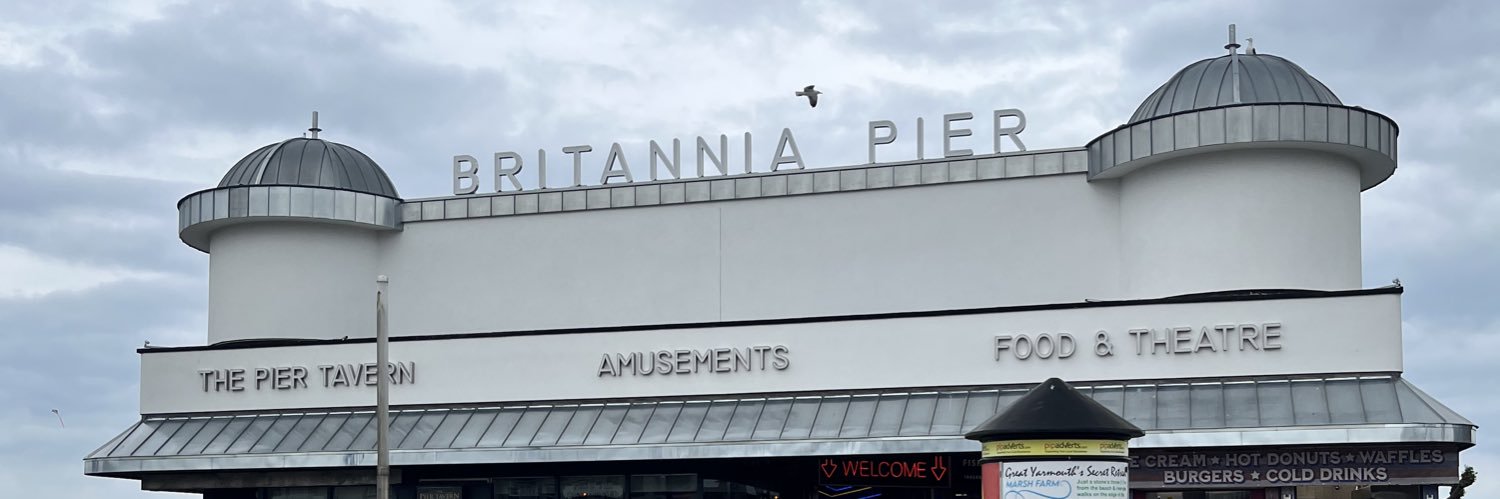 BRITANNIA PIER
THE PIER TAVERN
AMUSEMENTS
FOOD & THEATRE
WELCOME
CREAM ★ HOT DONUTS ★ WAFFLES
BURGERS ★ COLD DRINKS
Great Yarmouth's Secret
MARSH FARM